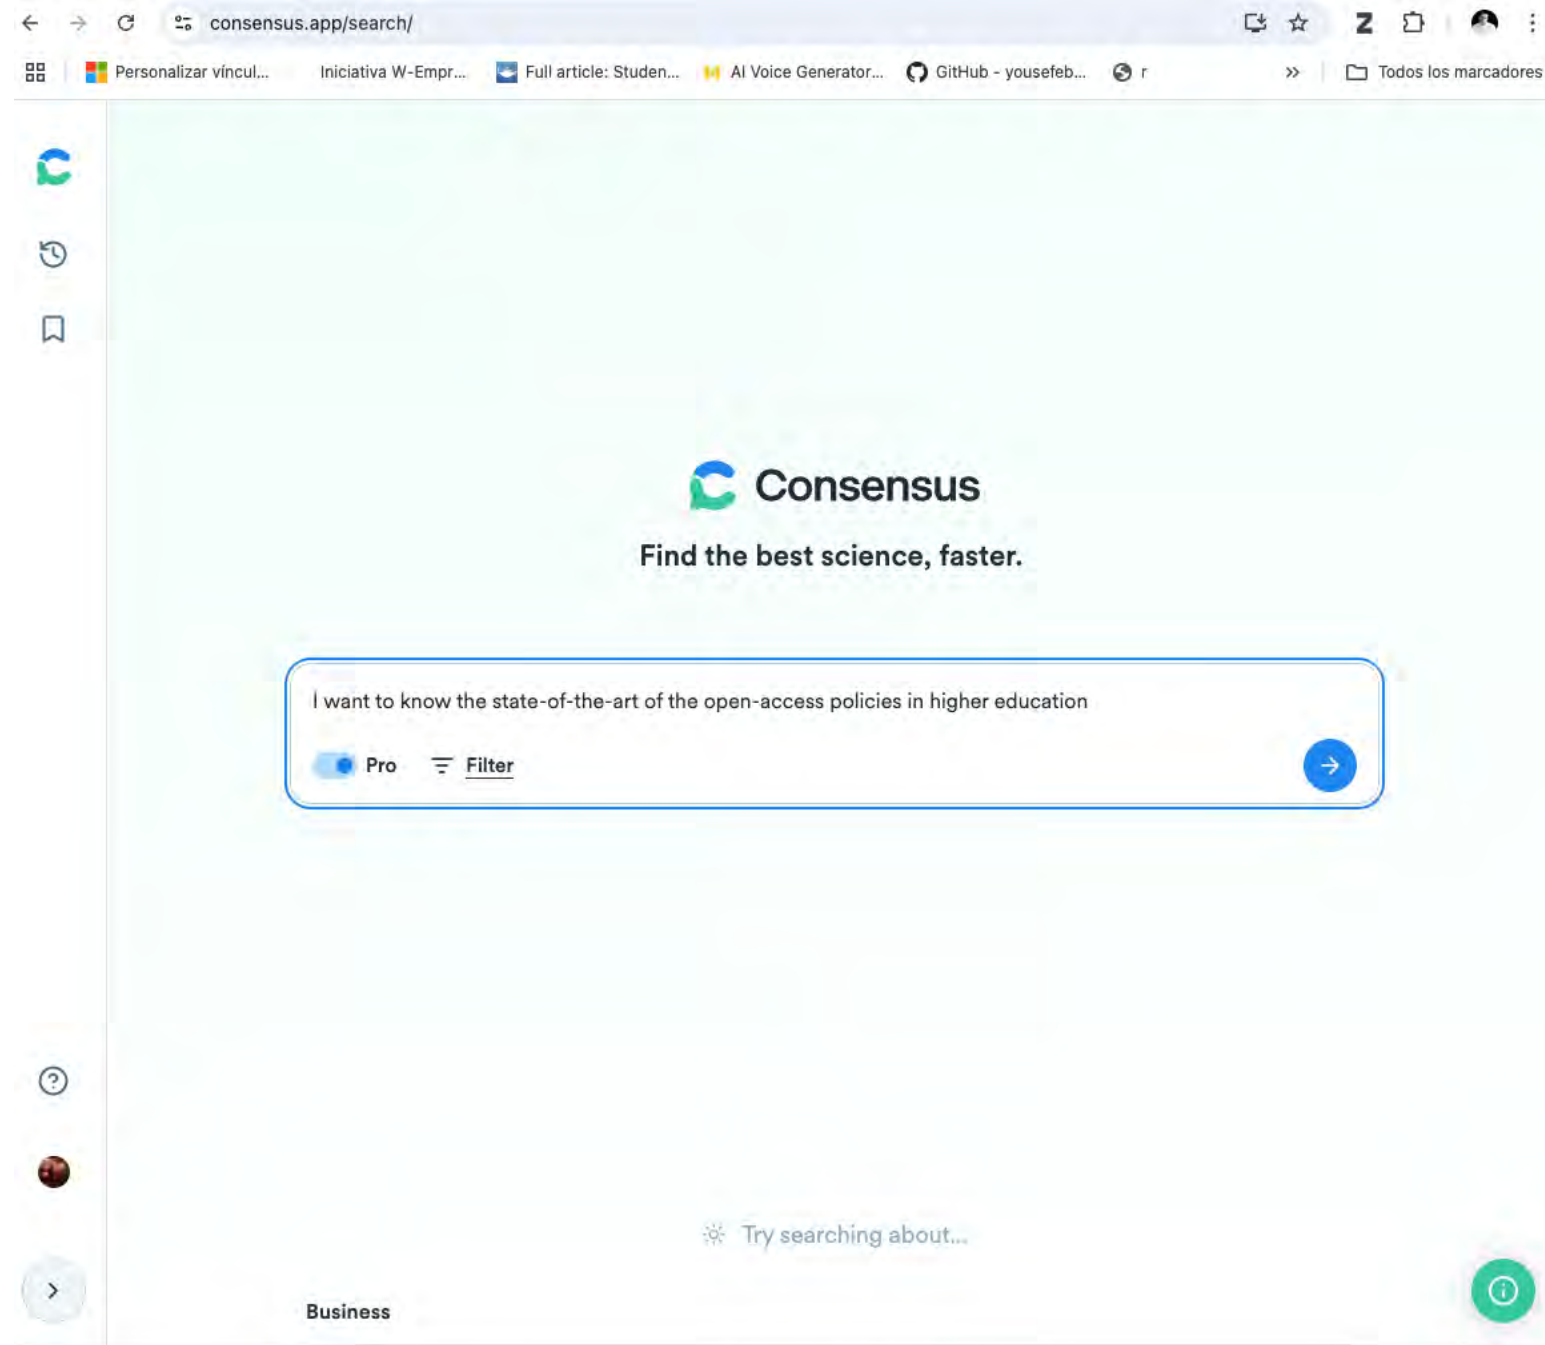 consensus.app/search/
Personalizar víncul... Iniciativa W-Empr... Full article: Studen... AI Voice Generator... GitHub - yousefeb... r » Todos los marcadores
Consensus
Find the best science, faster.
I want to know the state-of-the-art of the open-access policies in higher education
Pro Filter
Try searching about...
Business